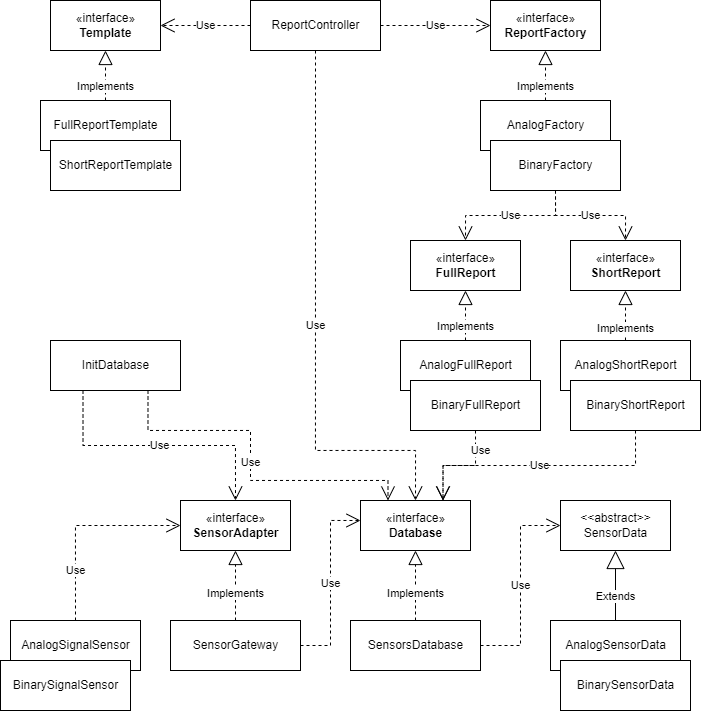 «interface»
Template
Use
ReportController
Use
«interface»
ReportFactory
Implements
Implements
FullReportTemplate
ShortReportTemplate
AnalogFactory
BinaryFactory
Use
Use
«interface»
FullReport
«interface»
ShortReport
Use
Implements
Implements
InitDatabase
AnalogFullReport
BinaryFullReport
AnalogShortReport
BinaryShortReport
Use
Use
Use
Use
«interface»
SensorAdapter
«interface»
Database
<<abstract>>
SensorData
Use
Implements
Use
Implements
Use
Extends
AnalogSignalSensor
BinarySignalSensor
SensorGateway
SensorsDatabase
AnalogSensorData
BinarySensorData